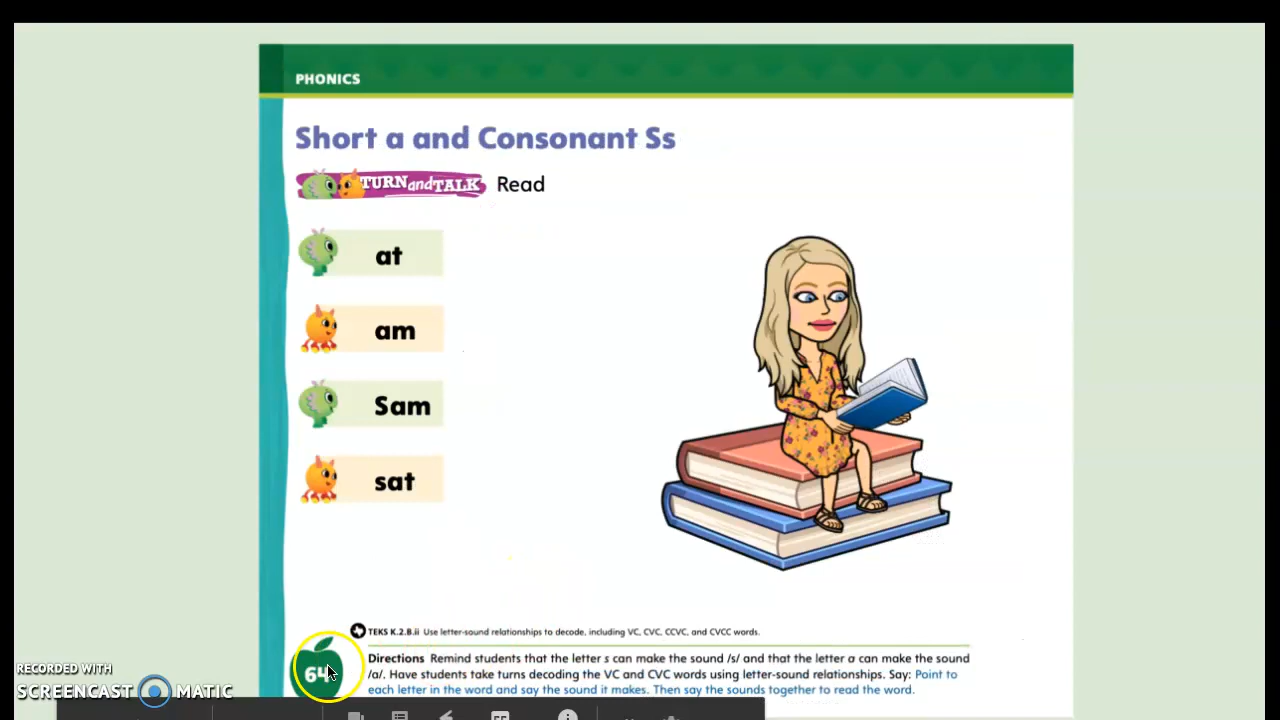 PHONICS
Short a and Consonant Ss
TURNandTALK Read
at
am
Sam
sat
TEKS K.2.B.ii Use letter-sound relationships to decode, including VC, CVC, CCVC, and CVCC words.
64
Directions Remind students that the letter s can make the sound /s/ and that the letter a can make the sound
/a/. Have students take turns decoding the VC and CVC words using letter-sound relationships. Say: Point to
each letter in the word and say the sound it makes. Then say the sounds together to read the word.
RECORDED WITH
SCREENCAST MATIC